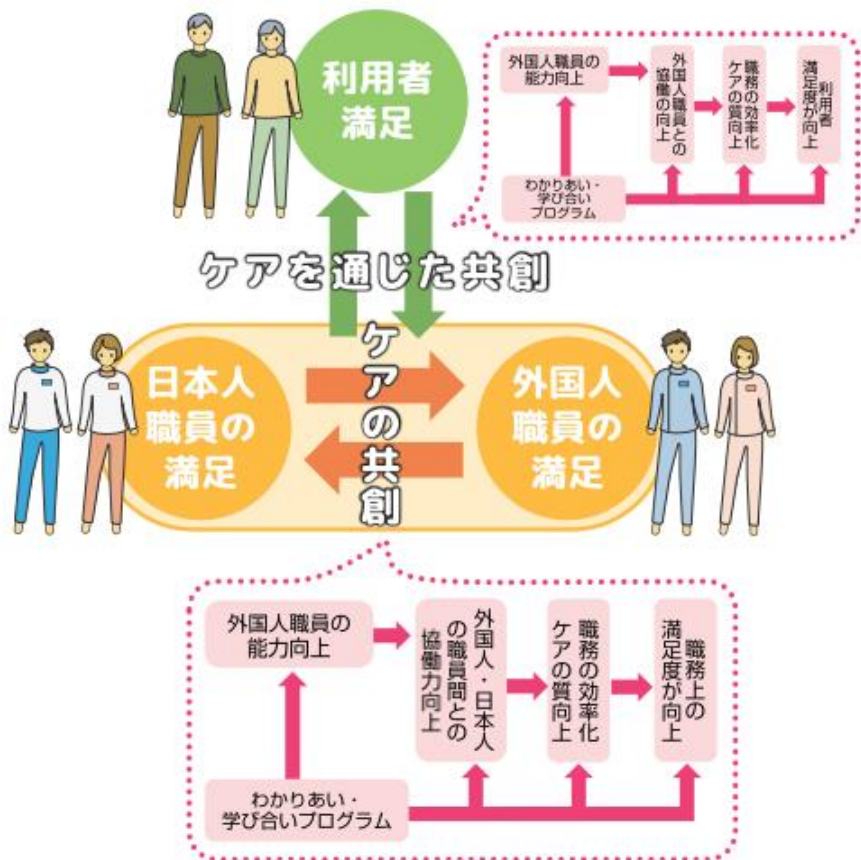 利用者
満足
外国人職員の
能力向上
外国人職員との
協働の向上
職務の効率化
ケアの質向上
利用者
満足度が向上
わかりあい・
学び合い
プログラム
ケアを通じた共創
日本人
職員の
満足
ケアの共創
外国人
職員の
満足
外国人職員の
能力向上
外国人・日本人
の職員間との
協働力向上
職務の効率化
ケアの質向上
職務上の
満足度が向上
わかりあい・
学び合いプログラム